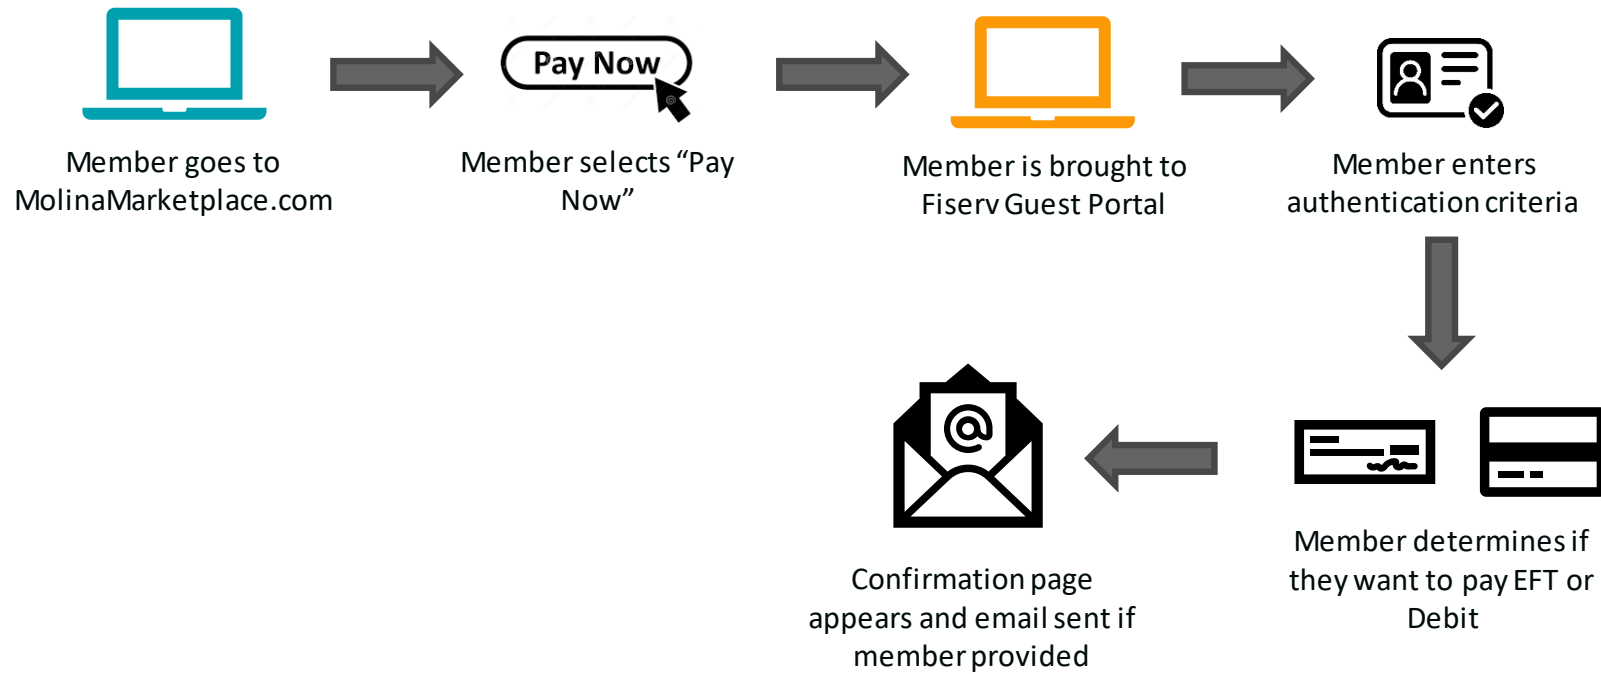 Pay Now
Member goes to
MolinaMarketplace.com
Member selects “Pay
Now”
Member is brought to
Fiserv Guest Portal
Member enters
authentication criteria
Member determines if
they want to pay EFT or
Debit
Confirmation page
appears and email sent if
member provided